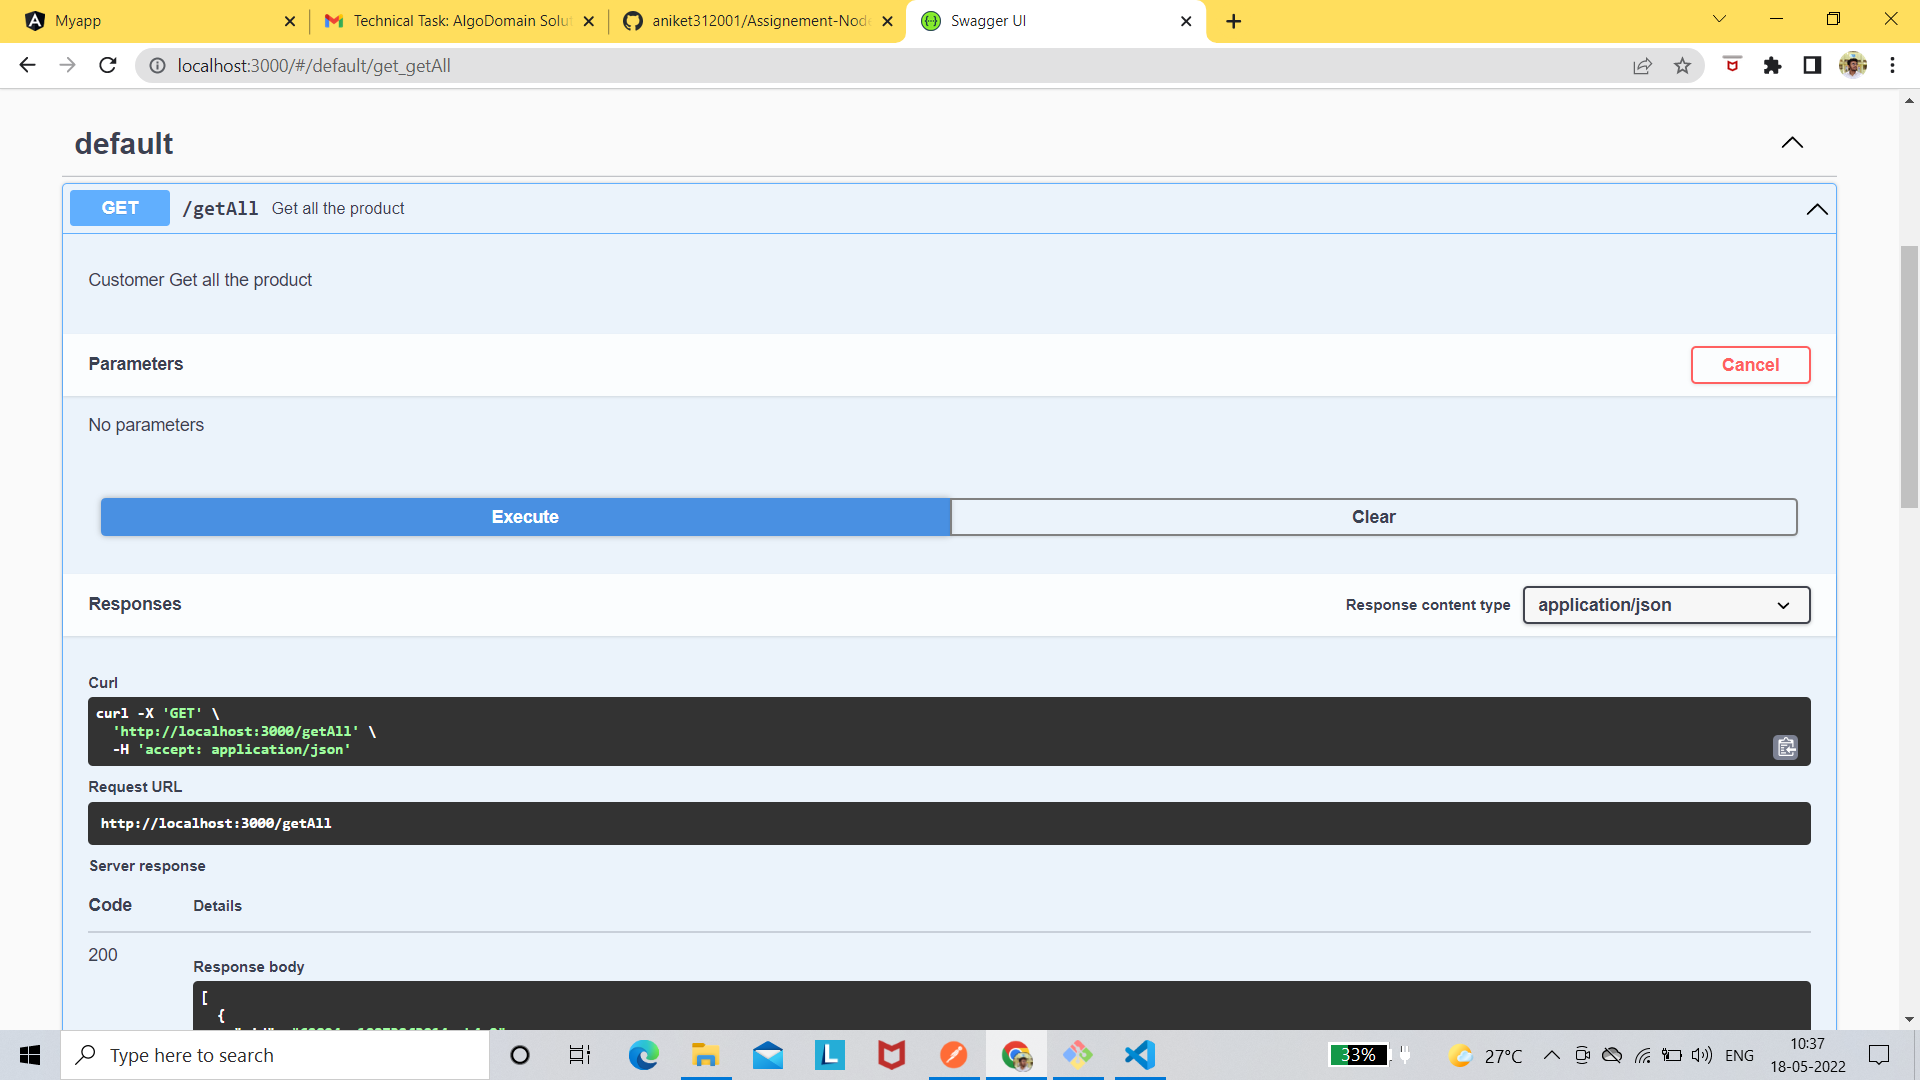 Myapp
Technical Task: AlgoDomain Solut
aniket312001/Assignement-Node
Swagger UI
localhost:3000/#/default/get_getAll
default
GET /getAll Get all the product
Customer Get all the product
Parameters
Cancel
No parameters
Execute
Clear
Responses
Response content type
application/json
Curl
curl -X 'GET' \
'http://localhost:3000/getAll' \
-H 'accept: application/json'
Request URL
http://localhost:3000/getAll
Server response
Code Details
200
Response body
[
{
Type here to search
33%
27°C
ENG
10:37
18-05-2022